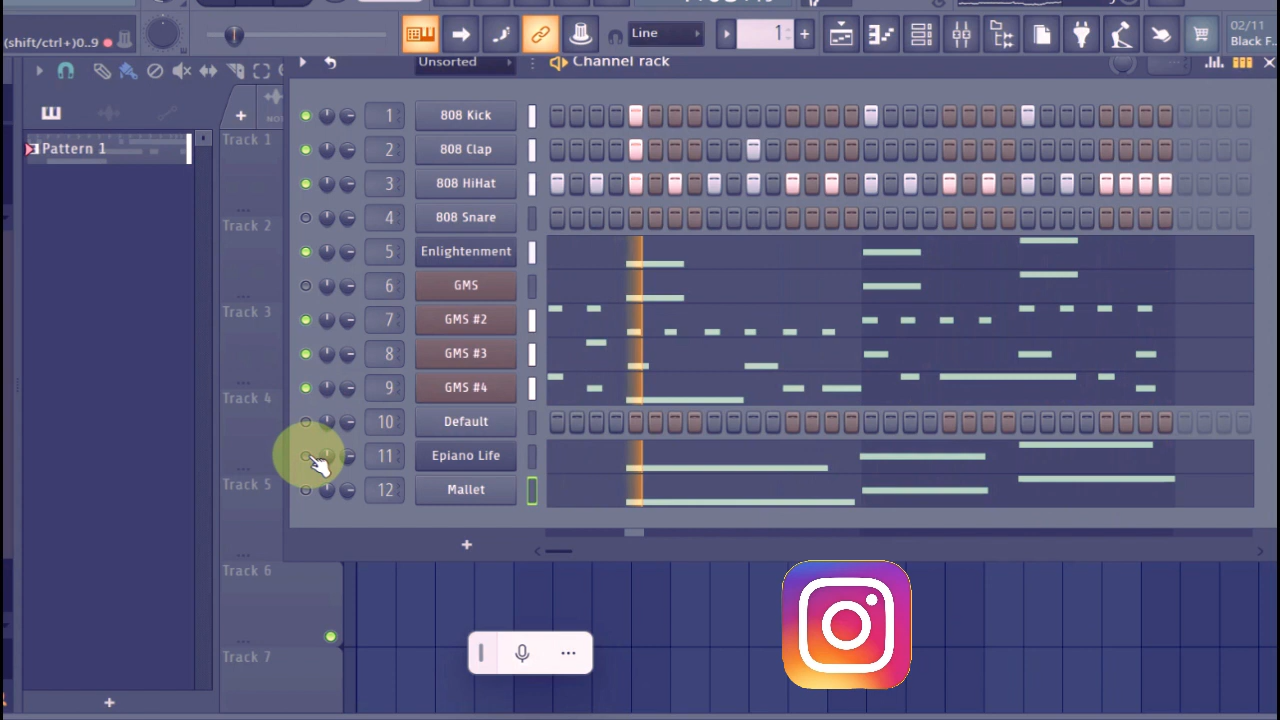 (shift/ctrl+)0..9
Line
1
02/11
Black F..
Unsorted
Channel rack
Pattern 1
Track 1
Track 2
Track 3
Track 4
Track 5
Track 6
Track 7
1 808 Kick
2 808 Clap
3 808 HiHat
4 808 Snare
5 Enlightenment
6 GMS
7 GMS #2
8 GMS #3
9 GMS #4
10 Default
11 Epiano Life
12 Mallet